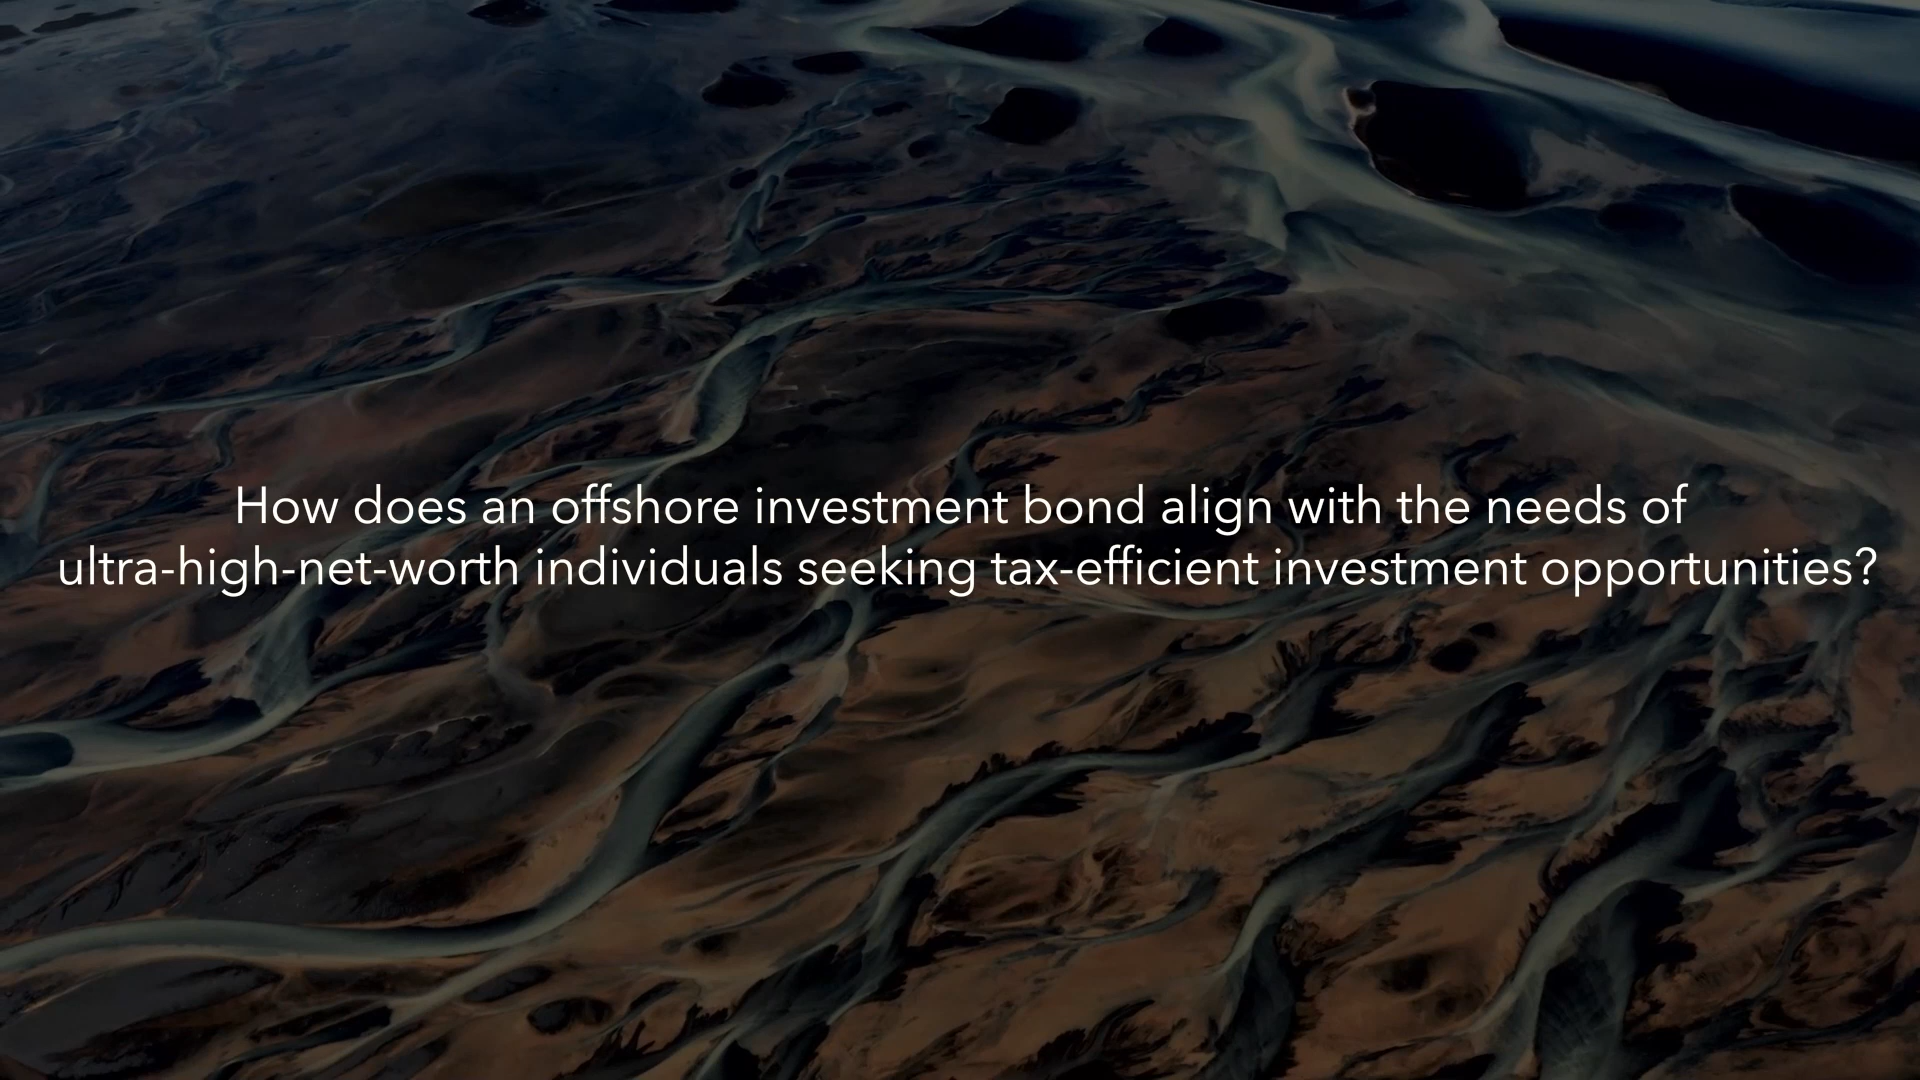 How does an offshore investment bond align with the needs of
ultra-high-net-worth individuals seeking tax-efficient investment opportunities?